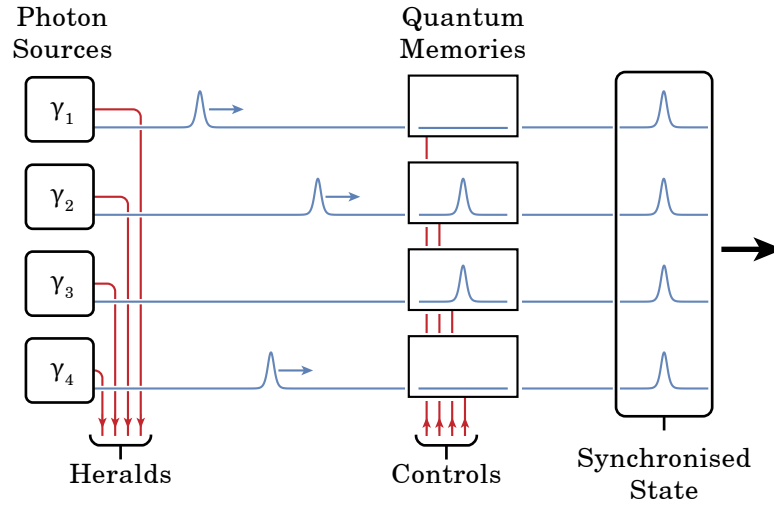 Photon
Sources
Quantum
Memories
γ1
γ2
γ3
γ4
Heralds
Controls
Synchronised
State